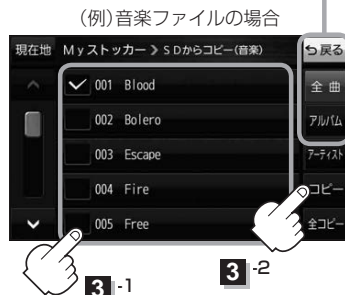 (例)音楽ファイルの場合
現在地 Myストッカー 》SDからコピー(音楽) 戻る
001 Blood 全曲
002 Bolero アルバム
003 Escape アーティスト
004 Fire コピー
005 Free 全コピー
3 -1
3 -2